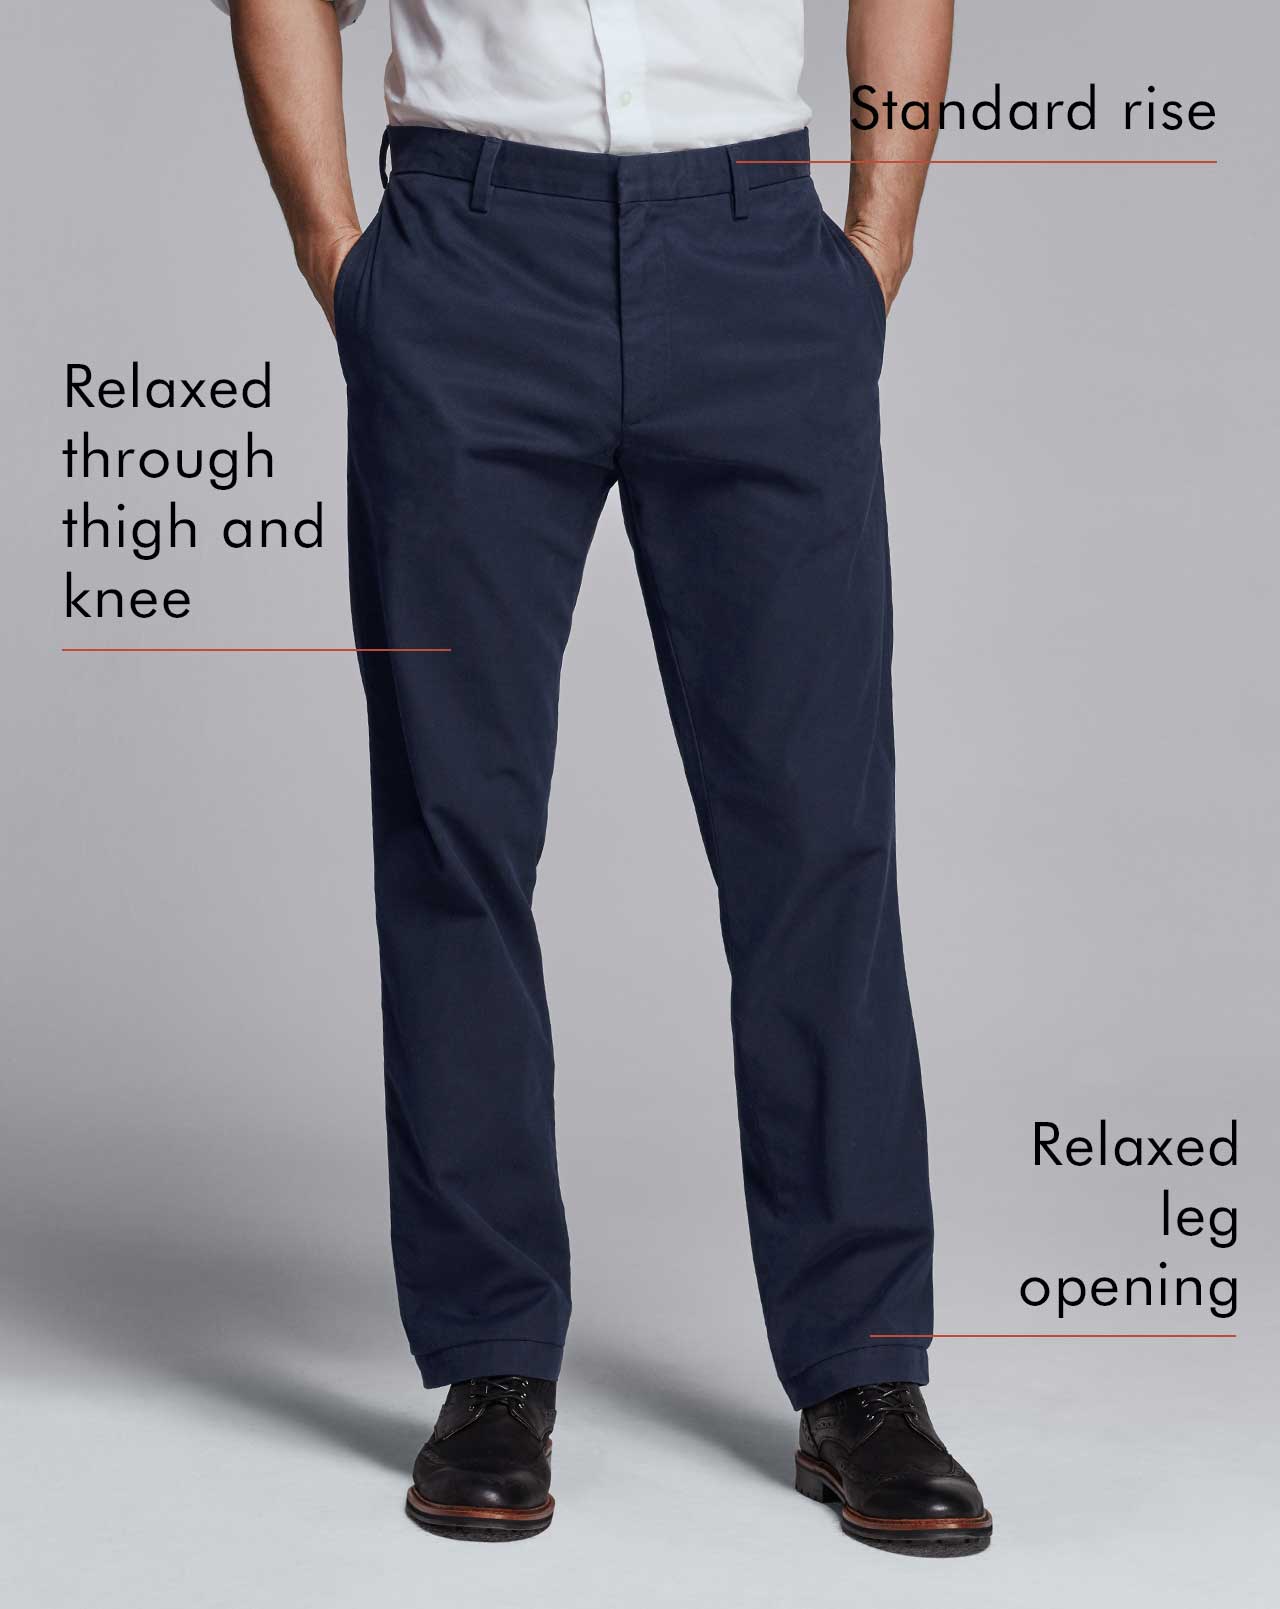 Standard rise
Relaxed
through
thigh and
knee
Relaxed
leg
opening